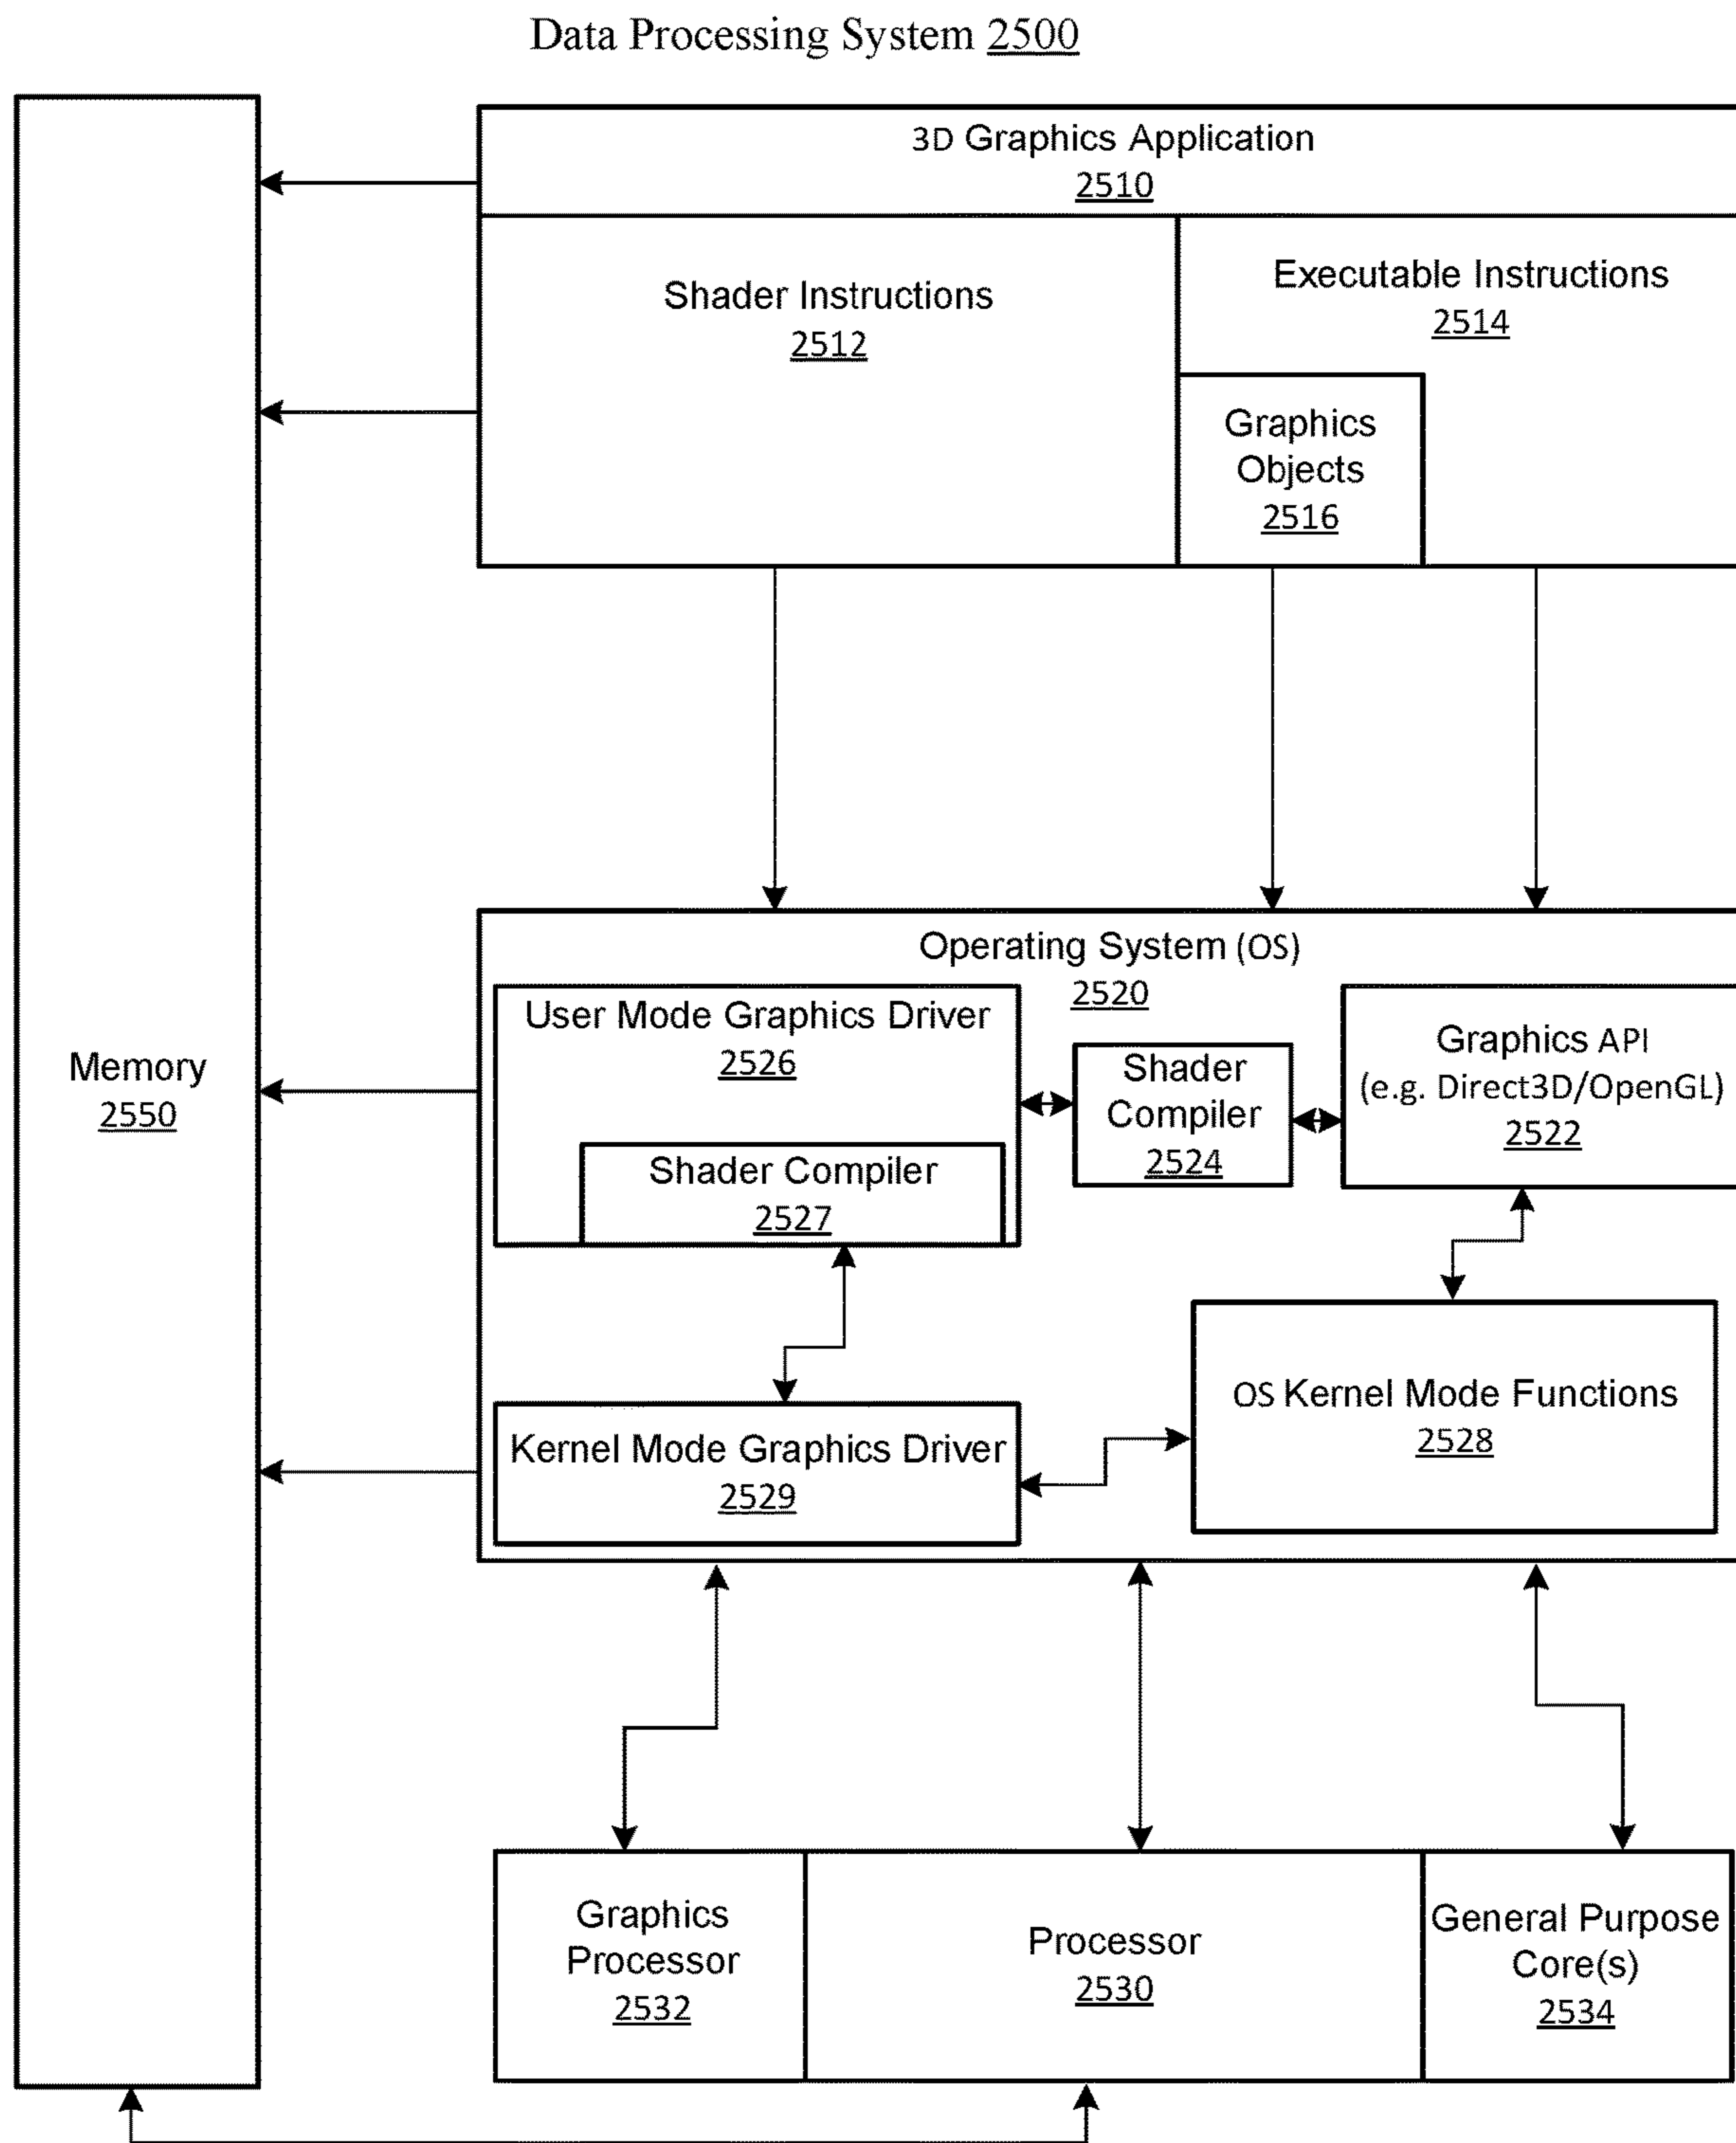 Data Processing System 2500
3D Graphics Application
2510
Shader Instructions
2512
Executable Instructions
2514
Graphics
Objects
2516
Memory
2550
Operating System (OS)
2520
User Mode Graphics Driver
2526
Shader Compiler
2527
Shader
Compiler
2524
Graphics API
(e.g. Direct3D/OpenGL)
2522
Kernel Mode Graphics Driver
2529
OS Kernel Mode Functions
2528
Graphics
Processor
2532
Processor
2530
General Purpose
Core(s)
2534